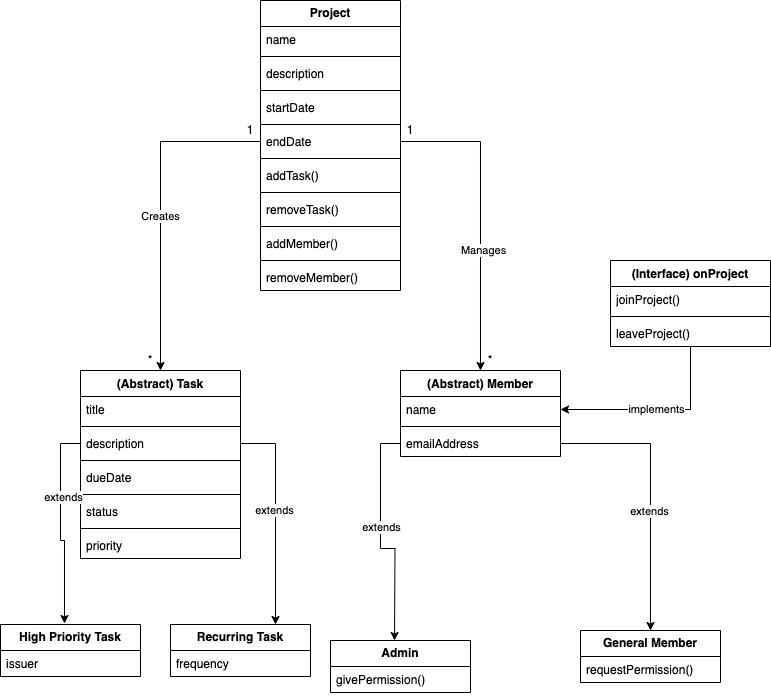 Project
name
description
startDate
1
1
endDate
addTask()
removeTask()
Creates
addMember()
Manages
removeMember()
(Interface) onProject
joinProject()
leaveProject()
*
*
(Abstract) Task
title
description
dueDate
status
priority
(Abstract) Member
name
emailAddress
implements
extends
extends
extends
extends
High Priority Task
issuer
Recurring Task
frequency
Admin
givePermission()
General Member
requestPermission()